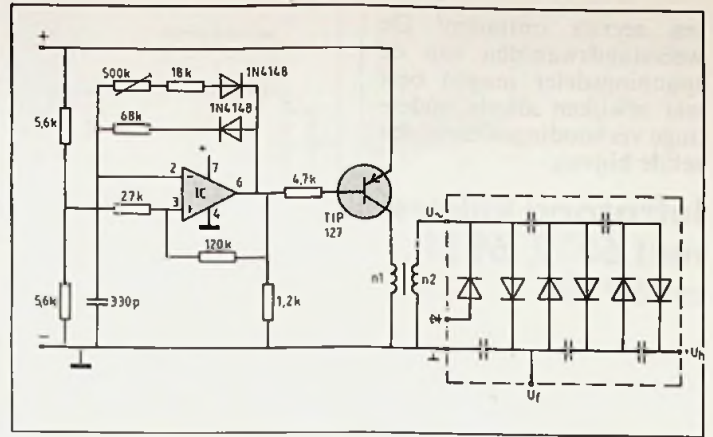 +
500k
18k
1N4148
1N4148
5,6k
68k
+
2
7
27k
IC
6
4,7k
3
4
TIP
127
120k
n1
n2
5,6k
330p
1,2k
-
+Uh
Uf